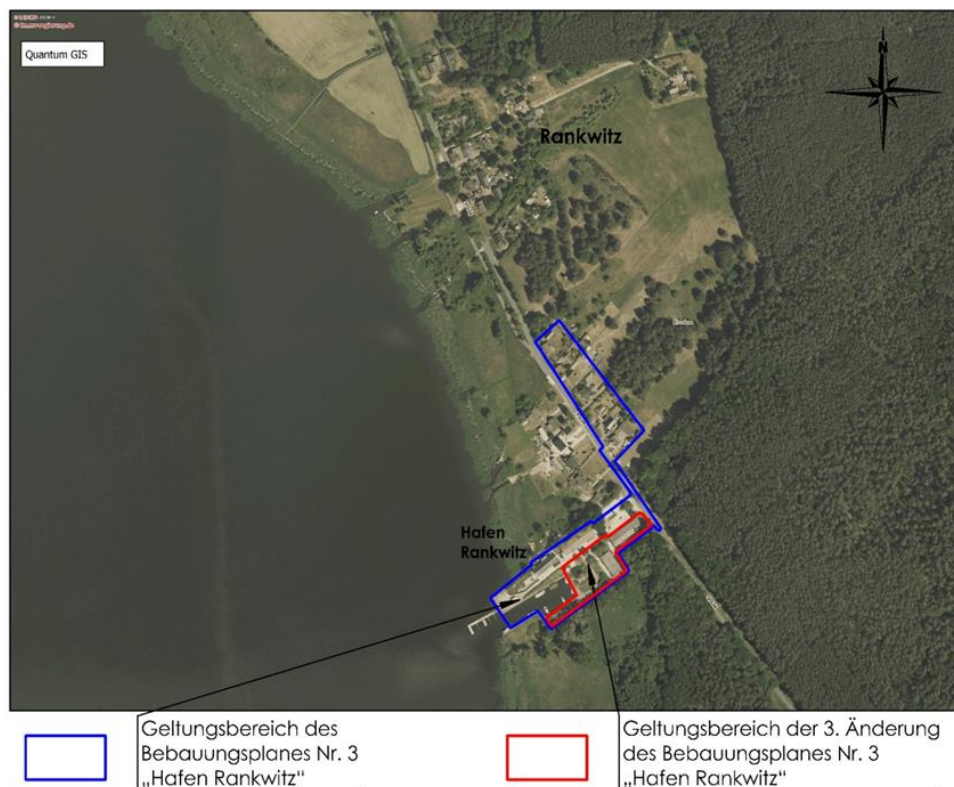 Quantum GIS
N
Rankwitz
Hafen
Rankwitz
Geltungsbereich des
Bebauungsplanes Nr. 3
„Hafen Rankwitz“
Geltungsbereich der 3. Änderung
des Bebauungsplanes Nr. 3
„Hafen Rankwitz“